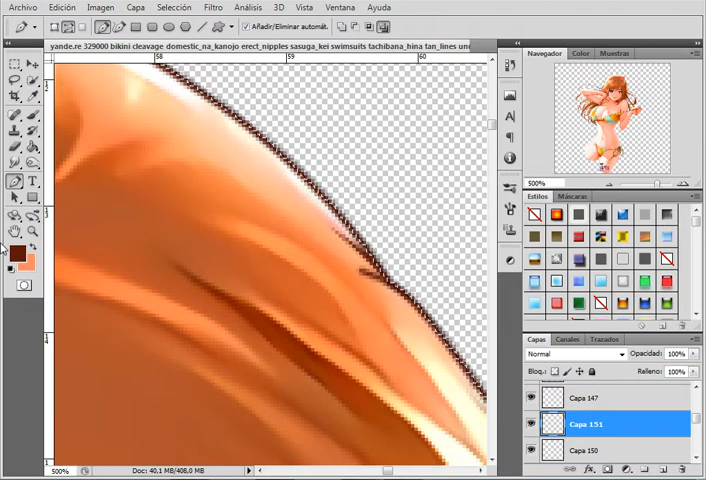 Archivo Edición Imagen Capa Selección Filtro Análisis 3D Vista Ventana Ayuda
Añadir/Eliminar automát.
yande.re 329000 bikini cleavage domestic_na_kanojo erect_nipples sasuga_kei swimsuits tachibana_hina tan_lines und
58 59 60
Navegador Color Muestras
500%
Estilos Máscaras
Capas Canales Trazados
Normal Opacidad: 100%
Bloq.: Relleno: 100%
Capa 147
Capa 151
Capa 150
500% Doc: 40,1 MB/408,0 MB